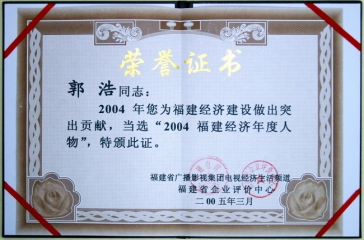 荣誉证书
郭 浩同志：
2004 年您为福建经济建设做出突
出贡献，当选“2004 福建经济年度人
物”，特颁此证。
福建省广播影视集团电视经济生活频道
福建省企业评价中心
二00五年三月